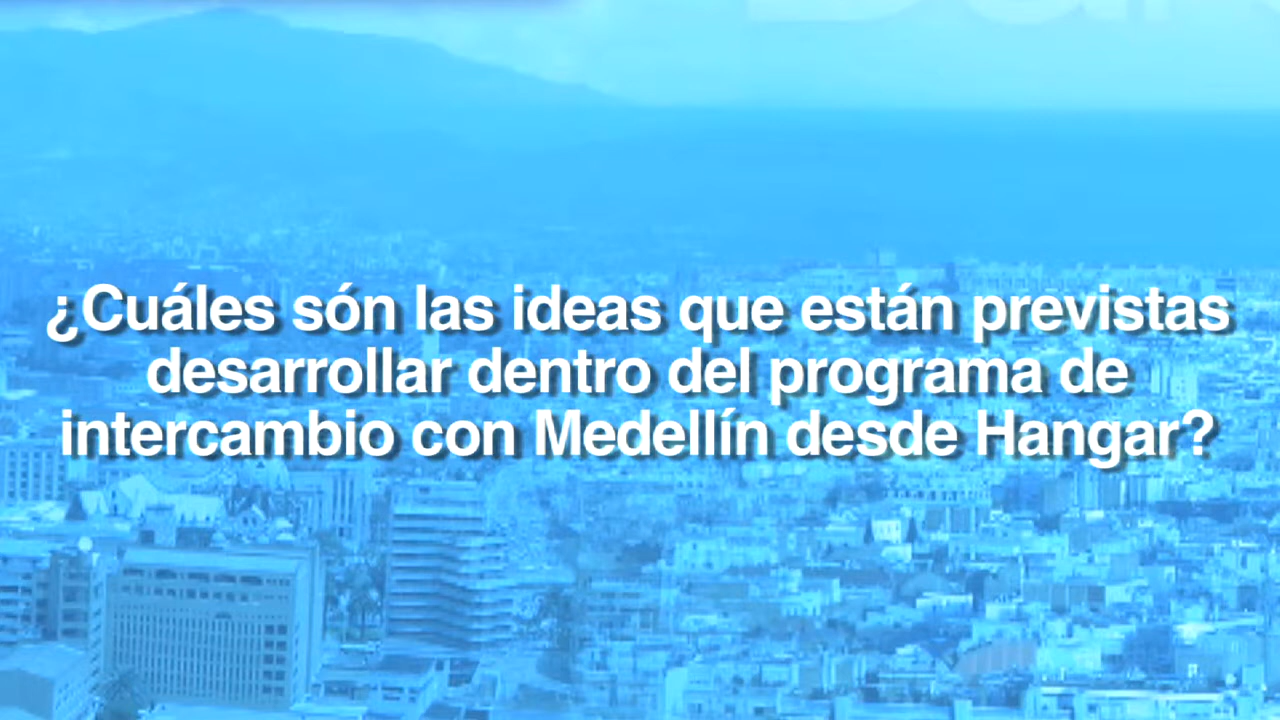 ¿Cuáles són las ideas que están previstas
desarrollar dentro del programa de
intercambio con Medellín desde Hangar?